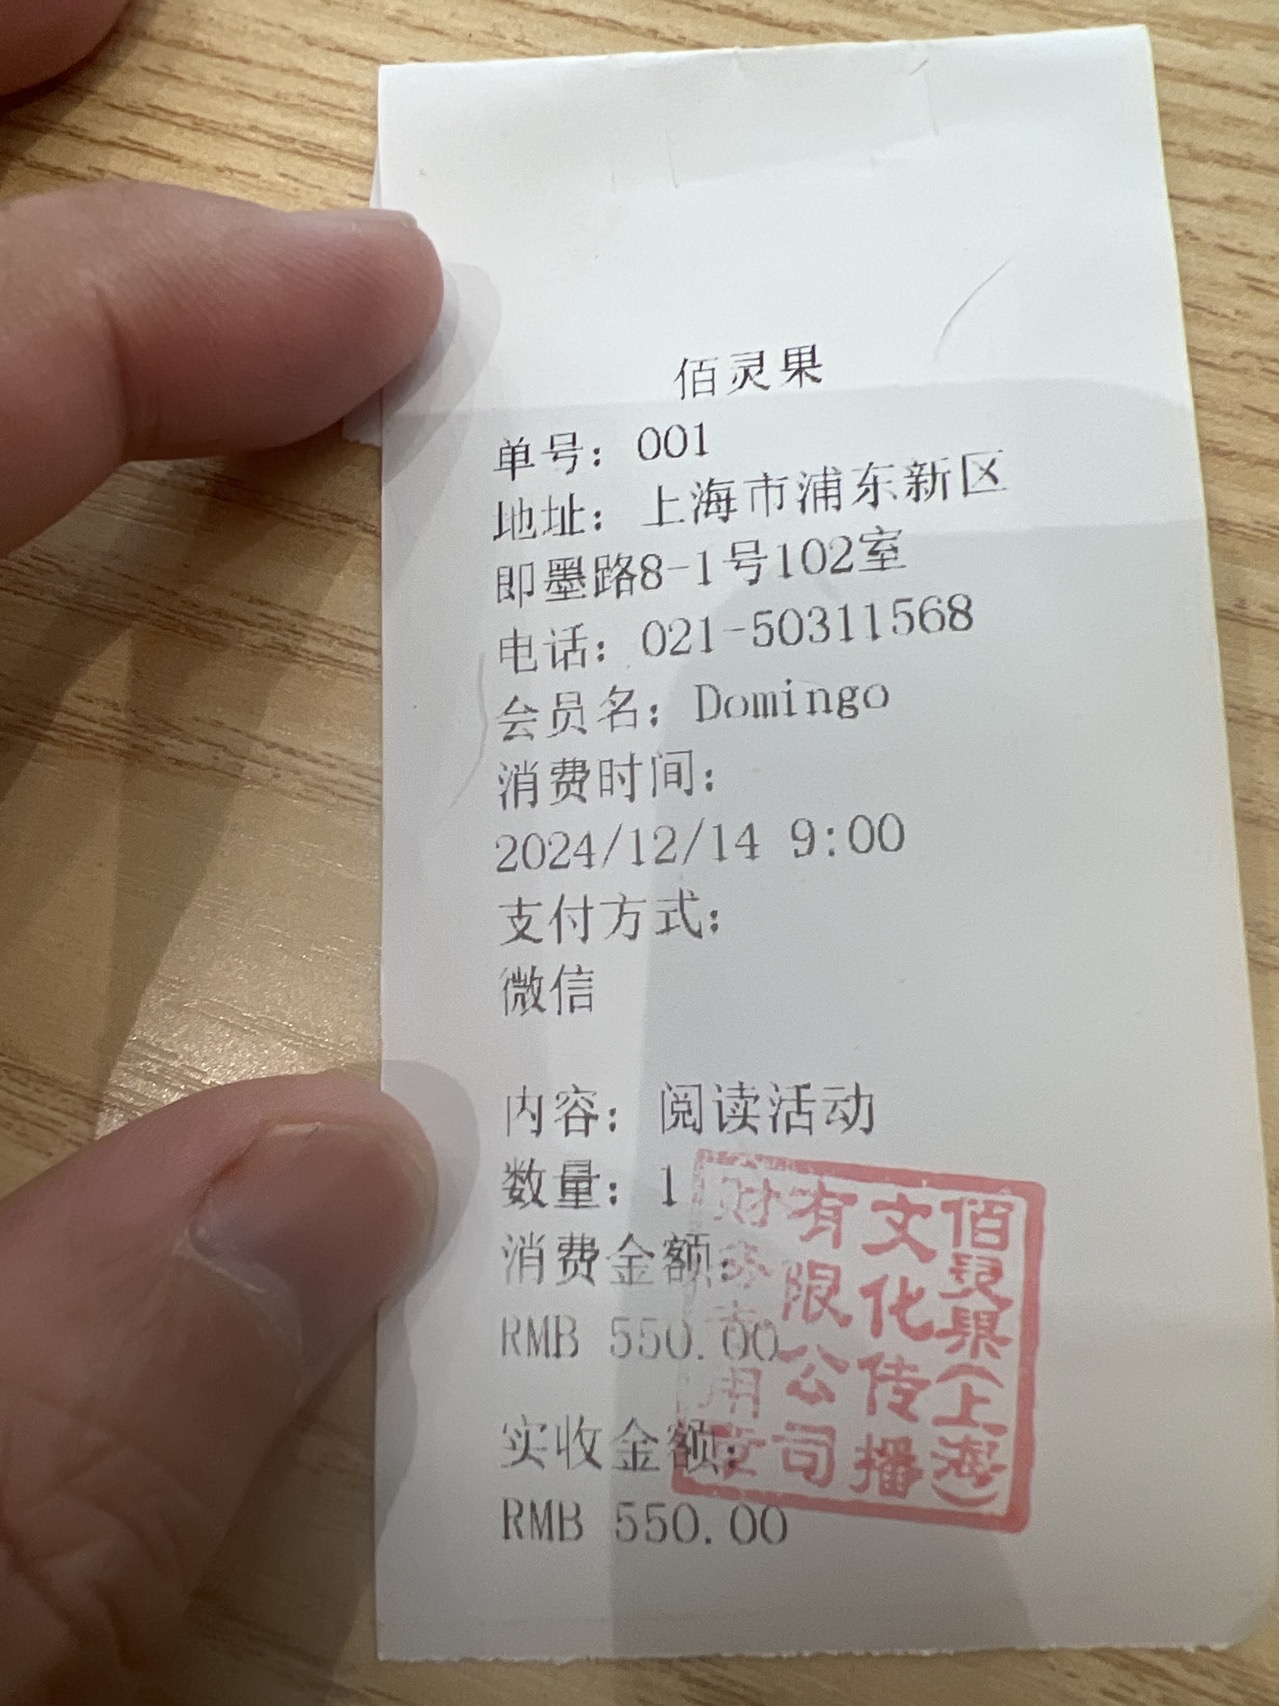 佰灵果
单号：001
地址：上海市浦东新区
即墨路8-1号102室
电话：021-50311568
会员名：Domingo
消费时间：
2024/12/14 9:00
支付方式：
微信
内容：阅读活动
数量：1
消费金额：
RMB 550.00
实收金额：
RMB 550.00
佰灵果(上海)
文化传播
有限公司
财务专用章